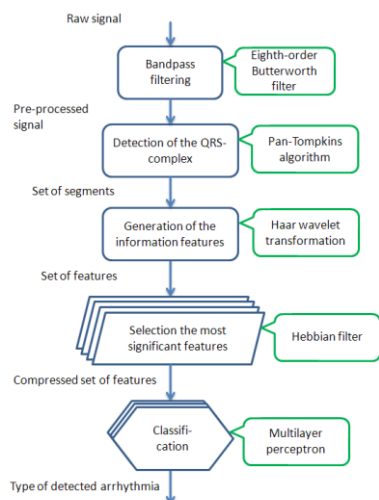 Raw signal
Bandpass
filtering
Eighth-order
Butterworth
filter
Pre-processed
signal
Detection of the QRS-
complex
Pan-Tompkins
algorithm
Set of segments
Generation of the
information features
Haar wavelet
transformation
Set of features
Selection the most
significant features
Hebbian filter
Compressed set of features
Classifi-
cation
Multilayer
perceptron
Type of detected arrhythmia